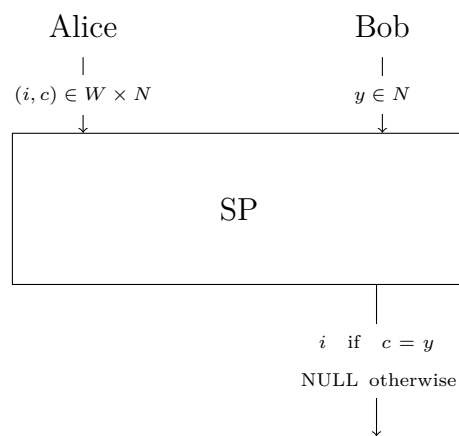 Alice Bob
(i, c) ∈ W × N y ∈ N
SP
i if c = y
NULL otherwise